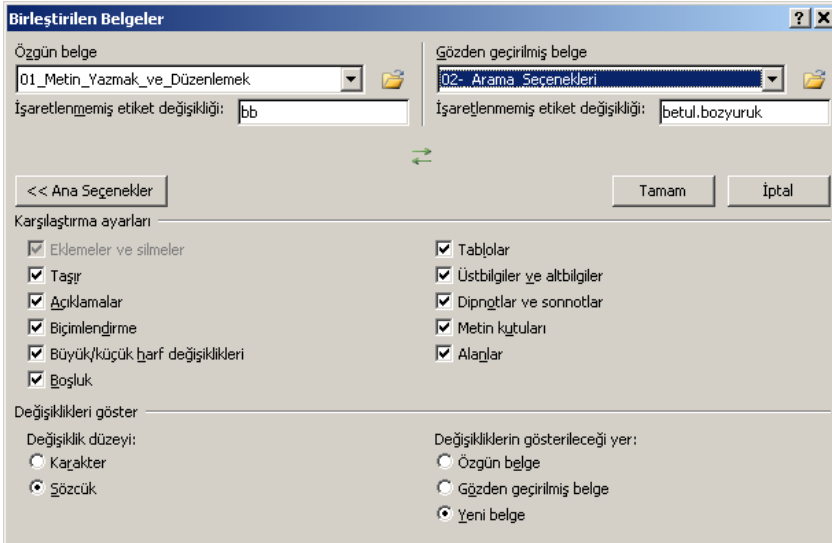 Birleştirilen Belgeler
Özgün belge
01_Metin_Yazmak_ve_Düzenlemek
İşaretlenmemiş etiket değişikliği: bb
Gözden geçirilmiş belge
02-_Arama_Seçenekleri
İşaretlenmemiş etiket değişikliği: betul.bozyuruk
<< Ana Seçenekler Tamam İptal
Karşılaştırma ayarları
Eklemeler ve silmeler
Taşır
Açıklamalar
Biçimlendirme
Büyük/küçük harf değişiklikleri
Boşluk
Tablolar
Üstbilgiler ve altbilgiler
Dipnotlar ve sonnotlar
Metin kutuları
Alanlar
Değişiklikleri göster
Değişiklik düzeyi:
Karakter
Sözcük
Değişikliklerin gösterileceği yer:
Özgün belge
Gözden geçirilmiş belge
Yeni belge